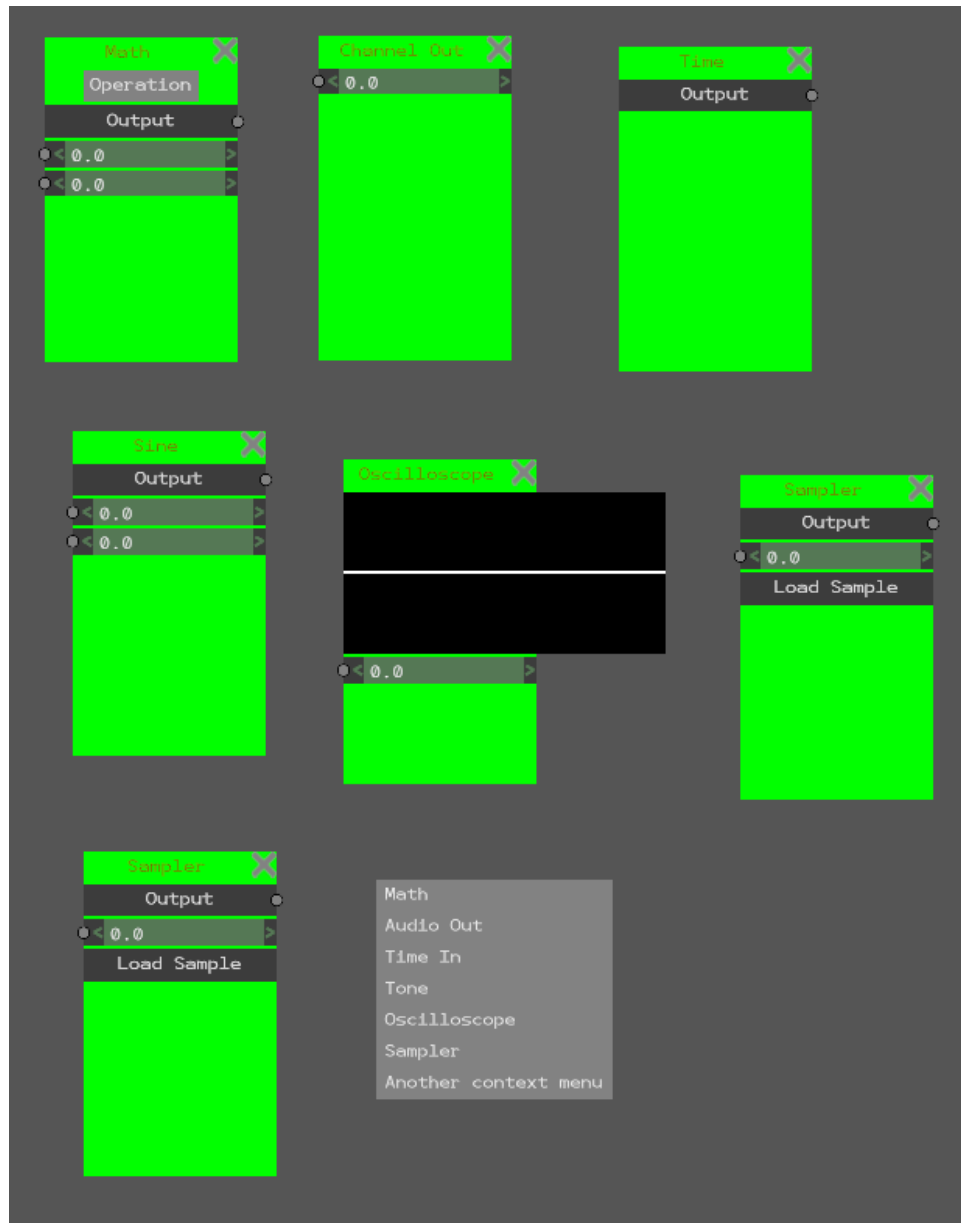 Math
Operation
Output
< 0.0 >
< 0.0 >
Channel Out
< 0.0 >
Time
Output
Sine
Output
< 0.0 >
< 0.0 >
Oscilloscope
< 0.0 >
Sampler
Output
< 0.0 >
Load Sample
Sampler
Output
< 0.0 >
Load Sample
Math
Audio Out
Time In
Tone
Oscilloscope
Sampler
Another context menu